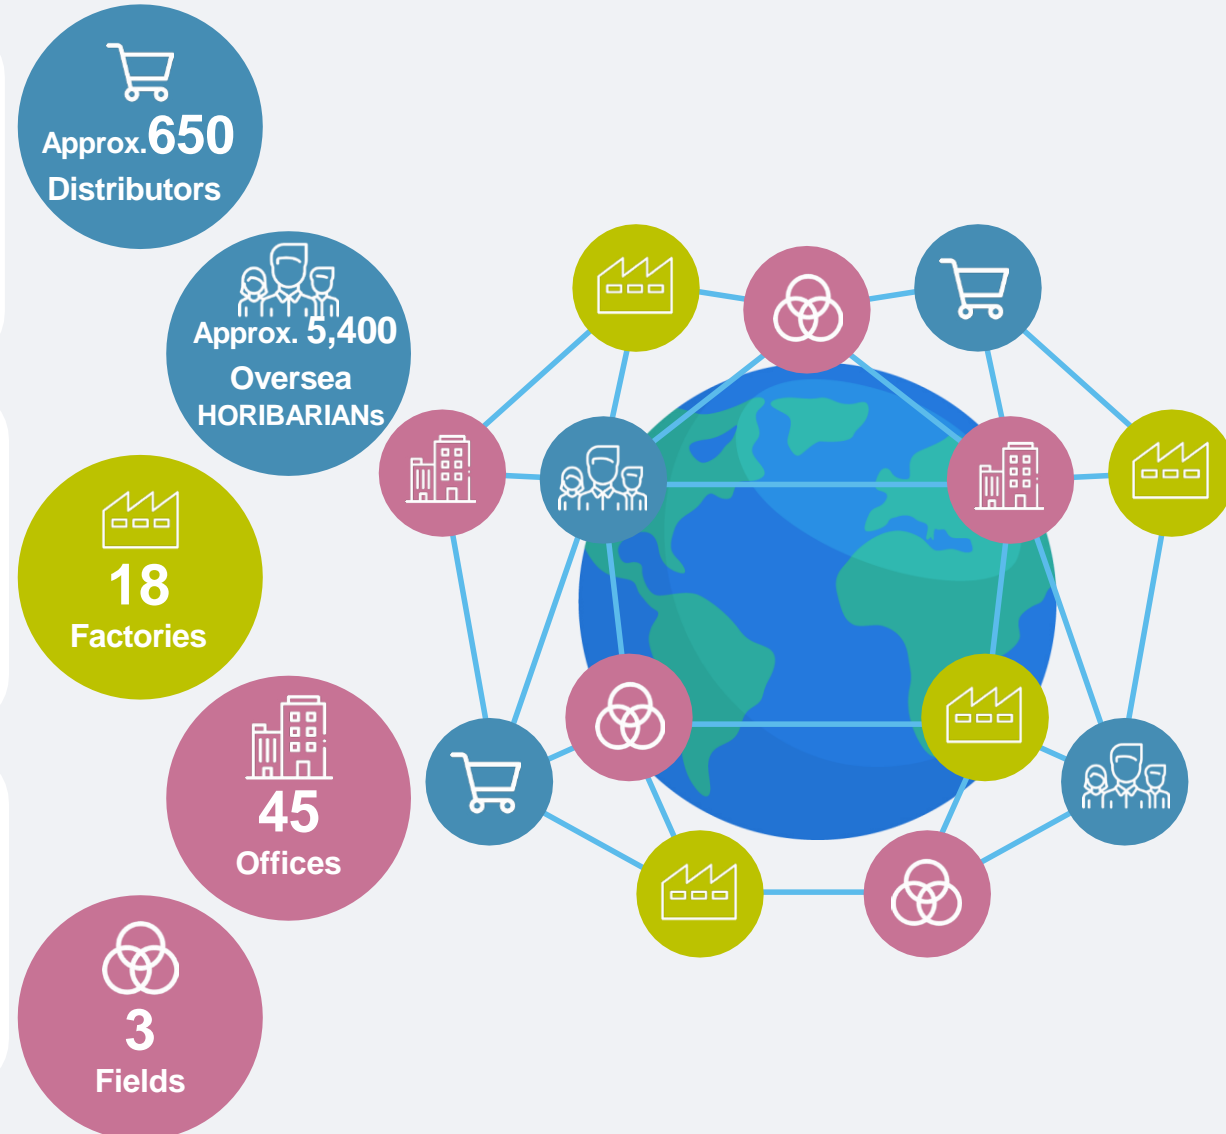 Approx.650
Distributors
Approx. 5,400
Oversea
HORIBARIANs
18
Factories
45
Offices
3
Fields